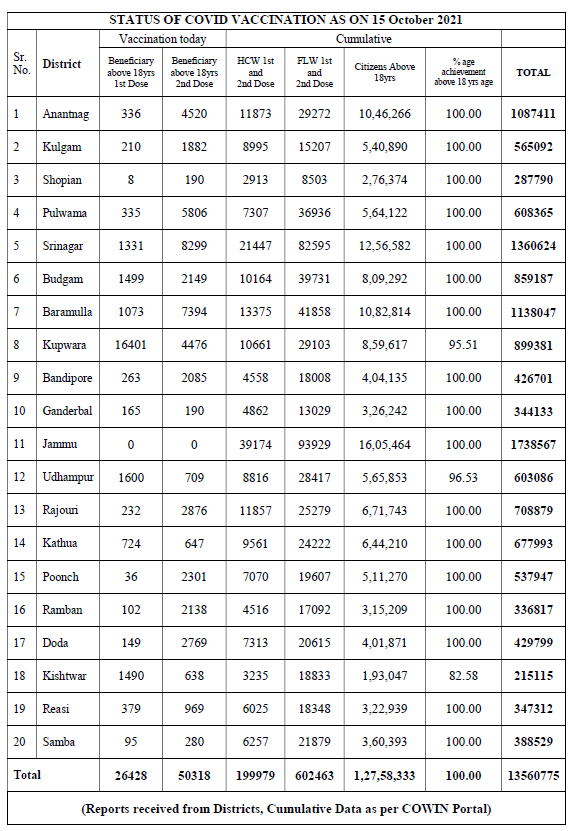 STATUS OF COVID VACCINATION AS ON 15 October 2021
Sr. No. District Vaccination today Cumulative
Beneficiary above 18yrs 1st Dose Beneficiary above 18yrs 2nd Dose HCW 1st and 2nd Dose FLW 1st and 2nd Dose Citizens Above 18yrs % age achievement above 18 yrs age TOTAL
1 Anantnag 336 4520 11873 29272 10,46,266 100.00 1087411
2 Kulgam 210 1882 8995 15207 5,40,890 100.00 565092
3 Shopian 8 190 2913 8503 2,76,374 100.00 287790
4 Pulwama 335 5806 7307 36936 5,64,122 100.00 608365
5 Srinagar 1331 8299 21447 82595 12,56,582 100.00 1360624
6 Budgam 1499 2149 10164 39731 8,09,292 100.00 859187
7 Baramulla 1073 7394 13375 41858 10,82,814 100.00 1138047
8 Kupwara 16401 4476 10661 29103 8,59,617 95.51 899381
9 Bandipore 263 2085 4558 18008 4,04,135 100.00 426701
10 Ganderbal 165 190 4862 13029 3,26,242 100.00 344133
11 Jammu 0 0 39174 93929 16,05,464 100.00 1738567
12 Udhampur 1600 709 8816 28417 5,65,853 96.53 603086
13 Rajouri 232 2876 11857 25279 6,71,743 100.00 708879
14 Kathua 724 647 9561 24222 6,44,210 100.00 677993
15 Poonch 36 2301 7070 19607 5,11,270 100.00 537947
16 Ramban 102 2138 4516 17092 3,15,209 100.00 336817
17 Doda 149 2769 7313 20615 4,01,871 100.00 429799
18 Kishtwar 1490 638 3235 18833 1,93,047 82.58 215115
19 Reasi 379 969 6025 18348 3,22,939 100.00 347312
20 Samba 95 280 6257 21879 3,60,393 100.00 388529
Total 26428 50318 199979 602463 1,27,58,333 100.00 13560775
(Reports received from Districts, Cumulative Data as per COWIN Portal)